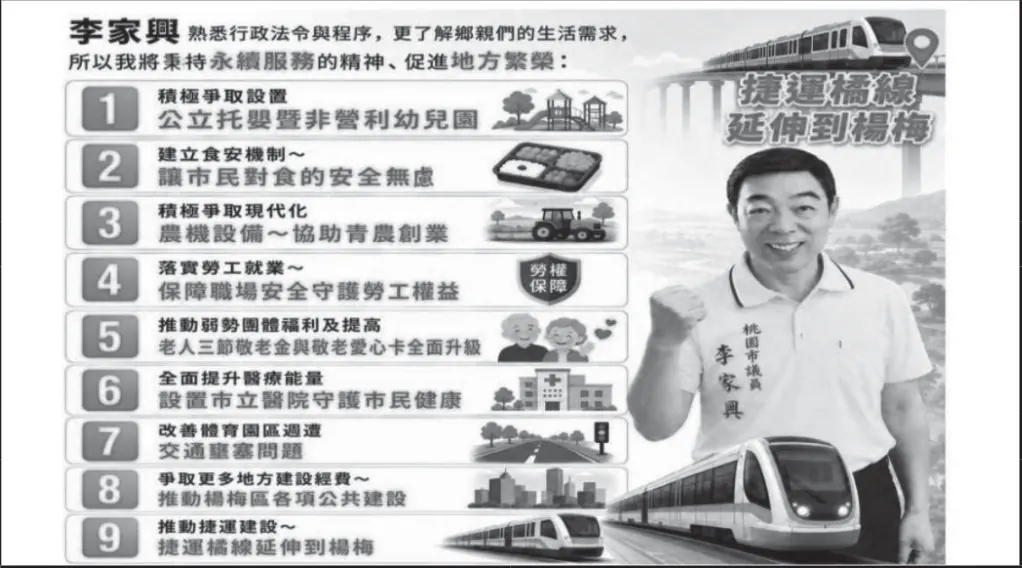 李家興 熟悉行政法令與程序，更了解鄉親們的生活需求，
所以我將秉持永續服務的精神、促進地方繁榮：
1
積極爭取設置
公立托嬰暨非營利幼兒園
2
建立食安機制～
讓市民對食的安全無慮
3
積極爭取現代化
農機設備～協助青農創業
4
落實勞工就業～
保障職場安全守護勞工權益
勞權
保障
5
推動弱勢團體福利及提高
老人三節敬老金與敬老愛心卡全面升級
6
全面提升醫療能量
設置市立醫院守護市民健康
7
改善體育園區週遭
交通壅塞問題
8
爭取更多地方建設經費～
推動楊梅區各項公共建設
9
推動捷運建設～
捷運橘線延伸到楊梅
捷運橘線
延伸到楊梅
桃園市議員
李家興